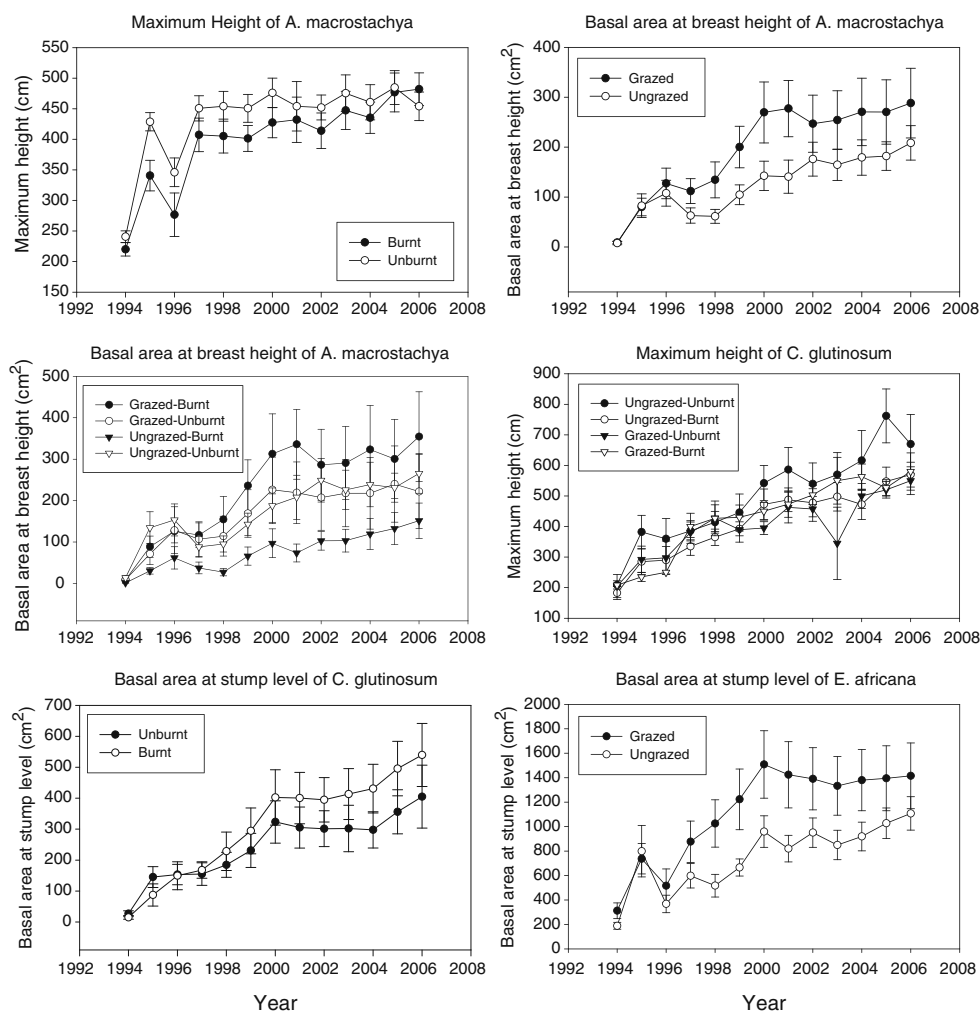 Maximum Height of A. macrostachya
Maximum height (cm)
550
500
450
400
350
300
250
200
150
1992 1994 1996 1998 2000 2002 2004 2006 2008
Burnt
Unburnt
Basal area at breast height of A. macrostachya
Basal area at breast height (cm2)
400
300
200
100
0
1992 1994 1996 1998 2000 2002 2004 2006 2008
Grazed
Ungrazed
Basal area at breast height of A. macrostachya
Basal area at breast height (cm2)
500
400
300
200
100
0
1992 1994 1996 1998 2000 2002 2004 2006 2008
Grazed-Burnt
Grazed-Unburnt
Ungrazed-Burnt
Ungrazed-Unburnt
Maximum height of C. glutinosum
Maximum height (cm)
900
800
700
600
500
400
300
200
100
1992 1994 1996 1998 2000 2002 2004 2006 2008
Ungrazed-Unburnt
Ungrazed-Burnt
Grazed-Unburnt
Grazed-Burnt
Basal area at stump level of C. glutinosum
Basal area at stump level (cm2)
700
600
500
400
300
200
100
0
1992 1994 1996 1998 2000 2002 2004 2006 2008
Unburnt
Burnt
Year
Basal area at stump level of E. africana
Basal area at stump level (cm2)
2000
1800
1600
1400
1200
1000
800
600
400
200
0
1992 1994 1996 1998 2000 2002 2004 2006 2008
Grazed
Ungrazed
Year